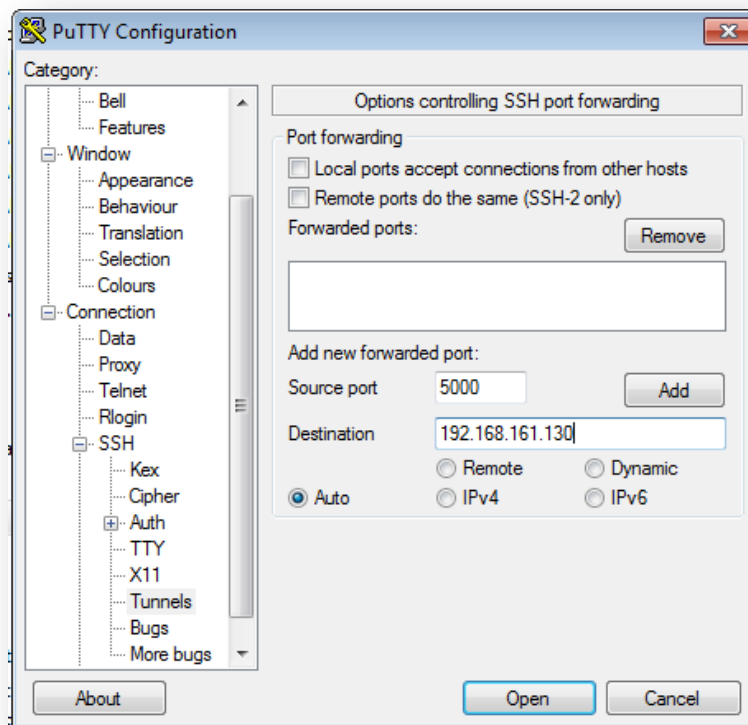 PuTTY Configuration
Category:
Bell
Features
Window
Appearance
Behaviour
Translation
Selection
Colours
Connection
Data
Proxy
Telnet
Rlogin
SSH
Kex
Cipher
Auth
TTY
X11
Tunnels
Bugs
More bugs
Options controlling SSH port forwarding
Port forwarding
Local ports accept connections from other hosts
Remote ports do the same (SSH-2 only)
Forwarded ports:
Remove
Add new forwarded port:
Source port 5000 Add
Destination 192.168.161.130
Remote Dynamic
Auto IPv4 IPv6
About Open Cancel